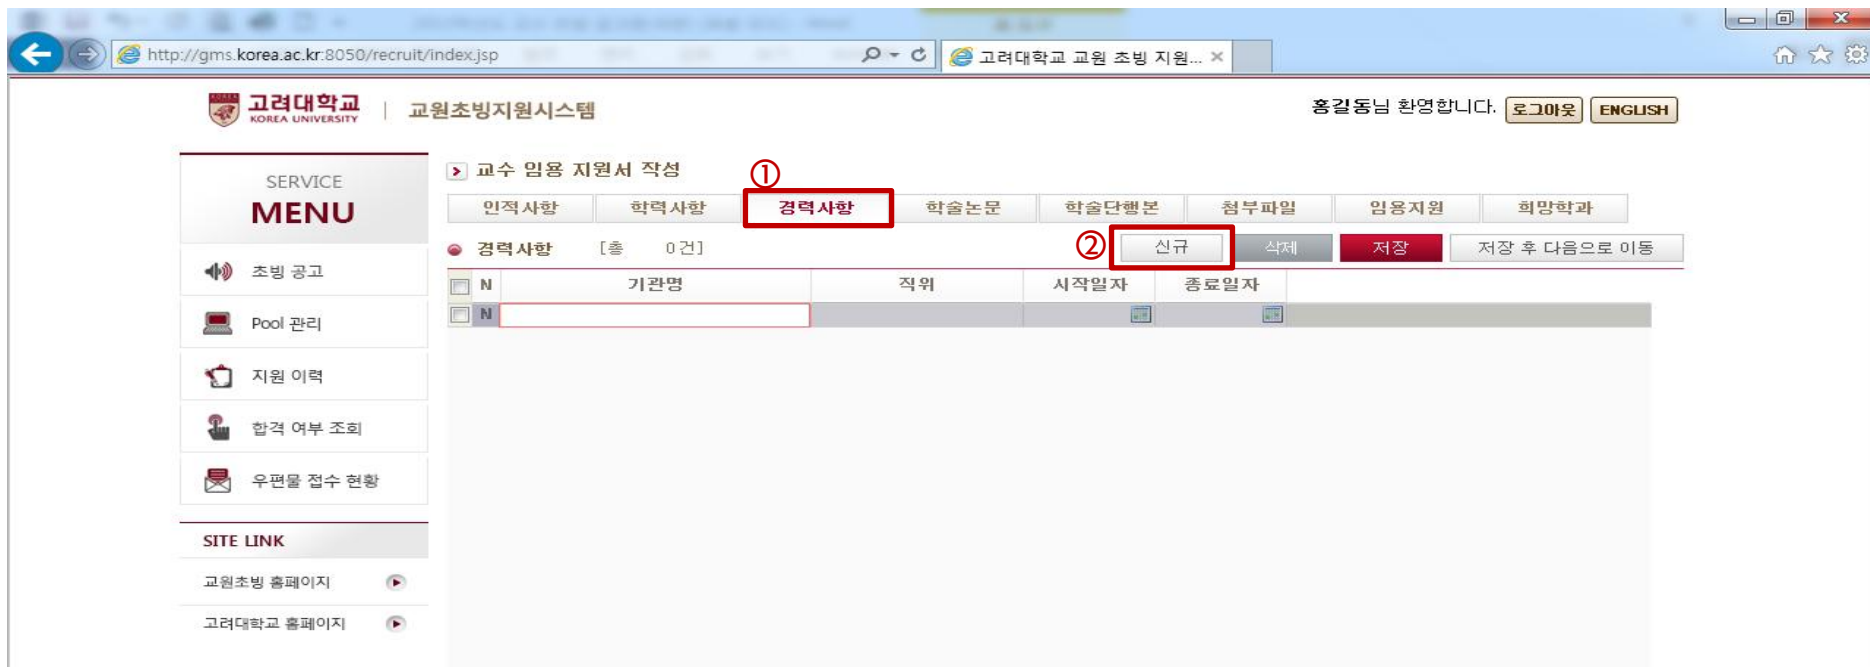 http://gms.korea.ac.kr:8050/recruit/index.jsp
고려대학교 교원 초빙 지원...
고려대학교
KOREA UNIVERSITY
교원초빙지원시스템
홍길동님 환영합니다. 로그아웃 ENGLISH
SERVICE
MENU
초빙 공고
Pool 관리
지원 이력
합격 여부 조회
우편물 접수 현황
SITE LINK
교원초빙 홈페이지
고려대학교 홈페이지
교수 임용 지원서 작성
①
인적사항 학력사항 경력사항 학술논문 학술단행본 첨부파일 임용지원 희망학과
경력사항 [총 0건] ② 신규 삭제 저장 저장 후 다음으로 이동
N 기관명 직위 시작일자 종료일자
N